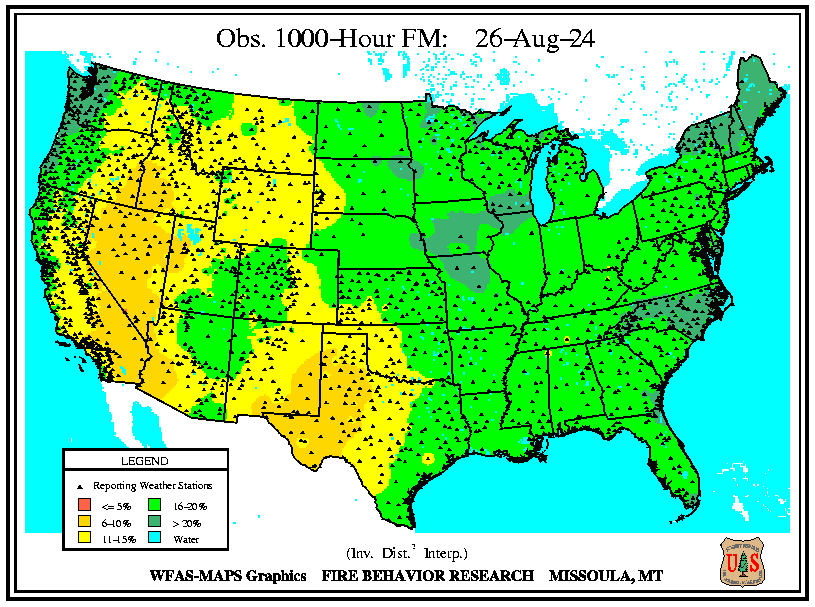 Obs. 1000-Hour FM: 26-Aug-24
LEGEND
Reporting Weather Stations
<= 5% 16-20%
6-10% > 20%
11-15% Water
(Inv. Dist.² Interp.)
WFAS-MAPS Graphics FIRE BEHAVIOR RESEARCH MISSOULA, MT
U S